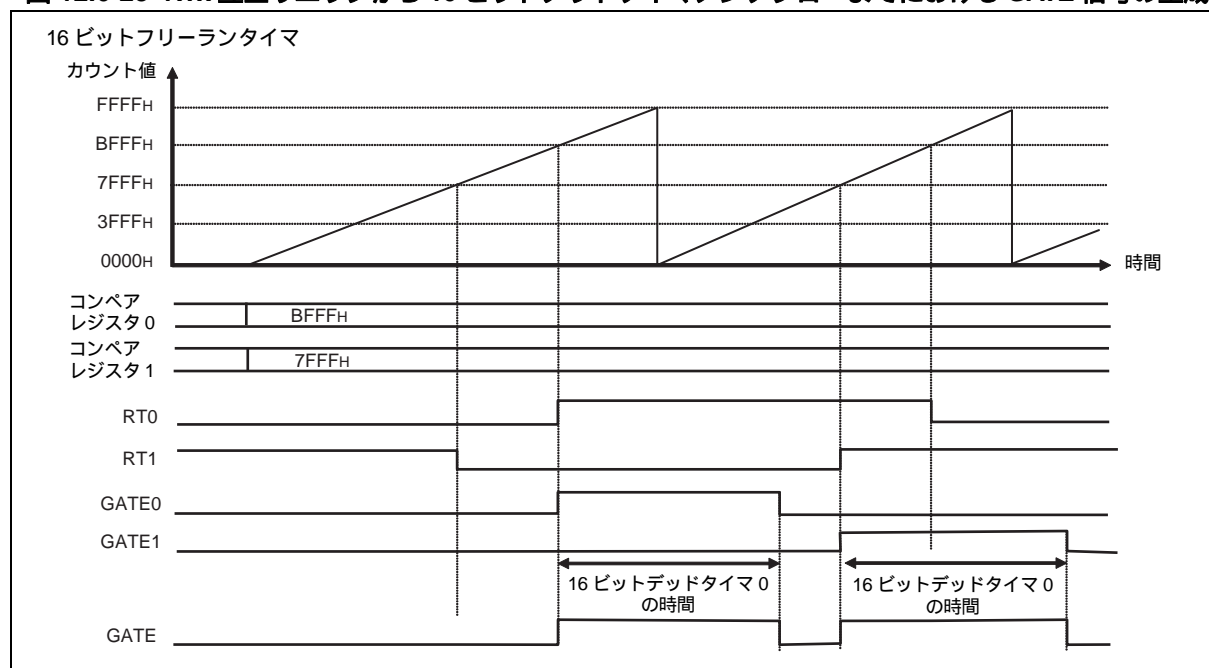 16 ビットフリーランタイマ
カウント値
FFFFH
BFFFH
7FFFH
3FFFH
0000H
時間
コンペア
レジスタ 0
BFFFH
コンペア
レジスタ 1
7FFFH
RT0
RT1
GATE0
GATE1
16 ビットデッドタイマ 0
の時間
16 ビットデッドタイマ 0
の時間
GATE